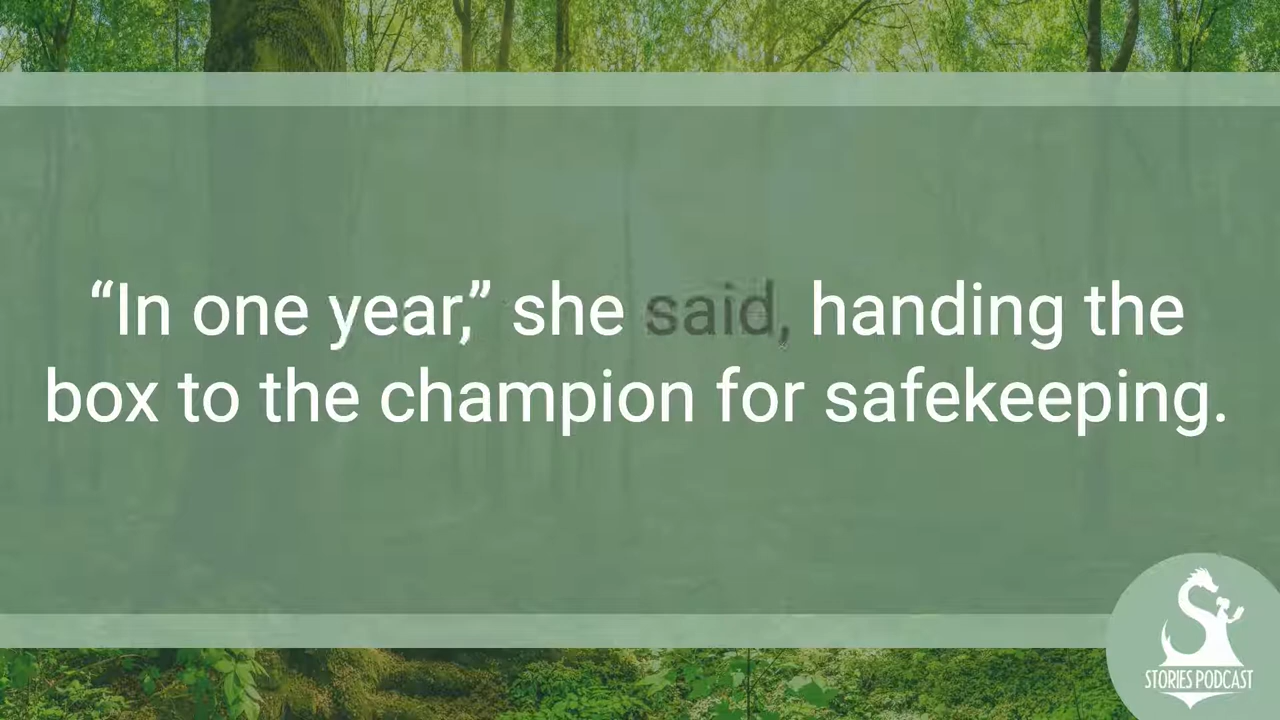 “In one year,” she said, handing the
box to the champion for safekeeping.
STORIES PODCAST